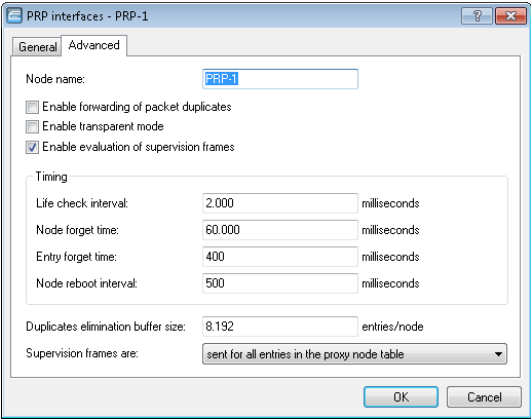 PRP interfaces - PRP-1
General Advanced
Node name: PRP-1
Enable forwarding of packet duplicates
Enable transparent mode
Enable evaluation of supervision frames
Timing
Life check interval: 2.000 milliseconds
Node forget time: 60.000 milliseconds
Entry forget time: 400 milliseconds
Node reboot interval: 500 milliseconds
Duplicates elimination buffer size: 8.192 entries/node
Supervision frames are: sent for all entries in the proxy node table
OK Cancel